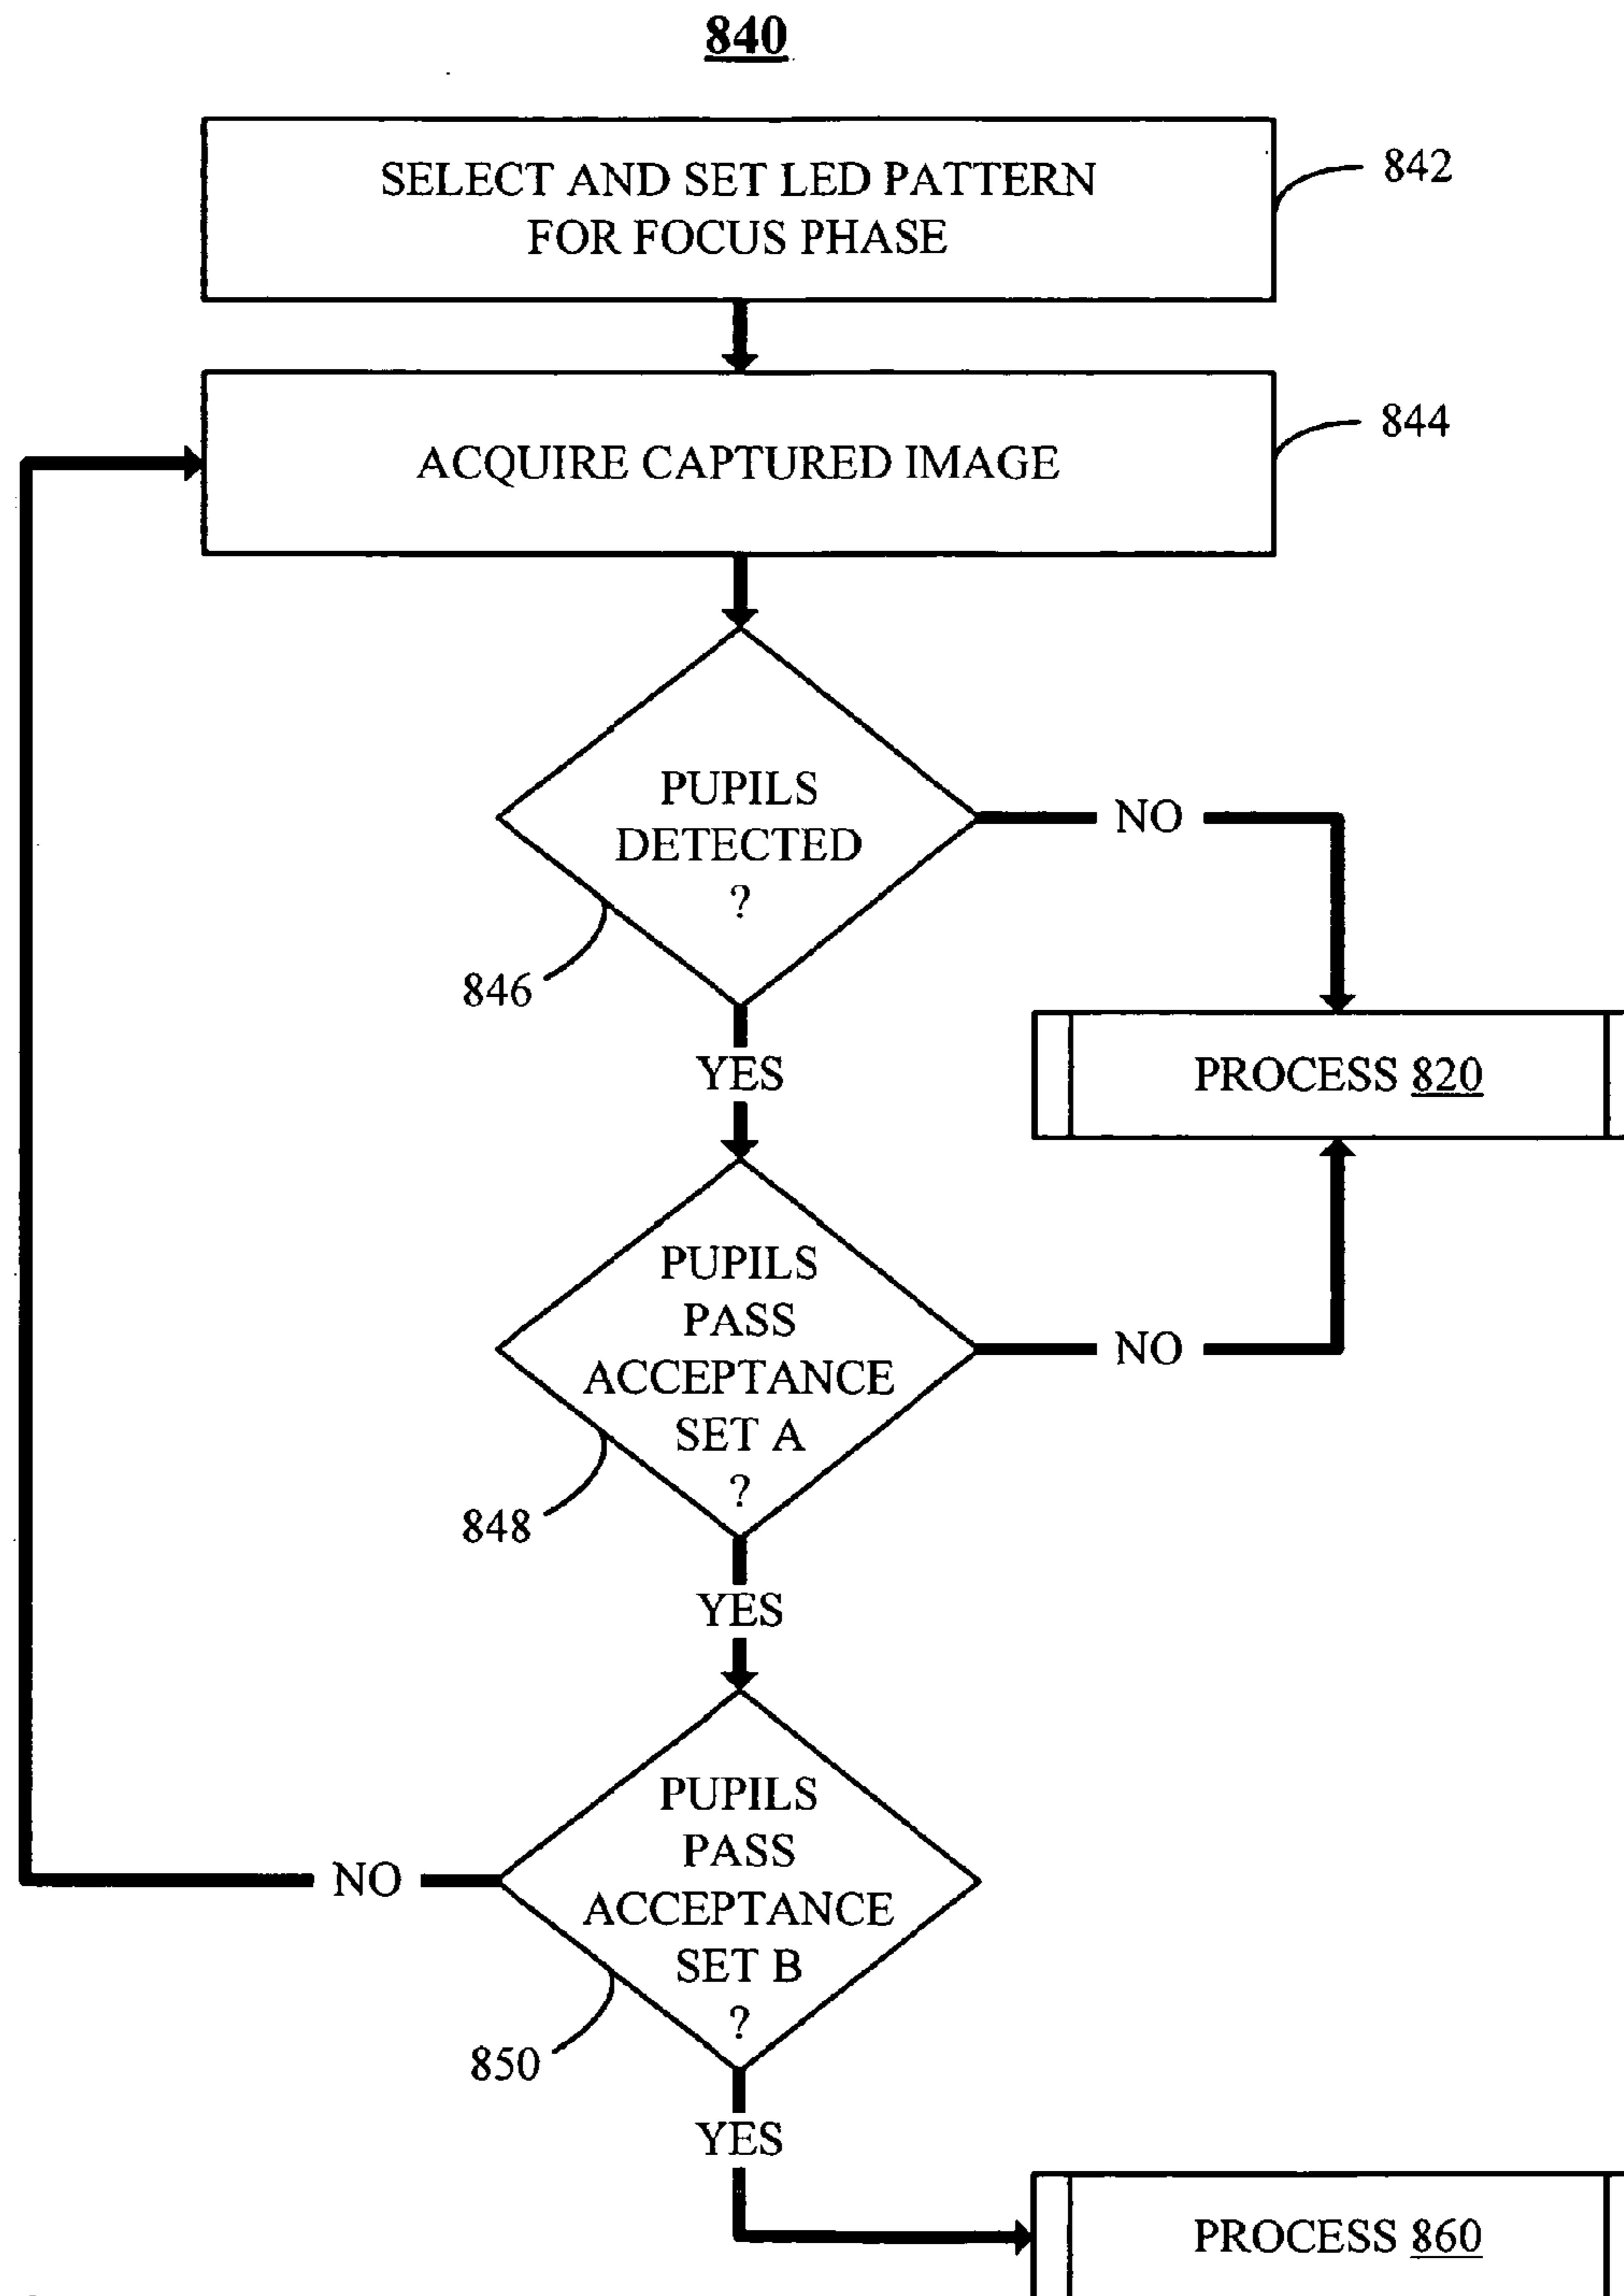 840
SELECT AND SET LED PATTERN
FOR FOCUS PHASE
842
ACQUIRE CAPTURED IMAGE
844
PUPILS
DETECTED
?
NO
846
YES
PROCESS 820
PUPILS
PASS
ACCEPTANCE
SET A
?
NO
848
YES
PUPILS
PASS
ACCEPTANCE
SET B
?
NO
850
YES
PROCESS 860